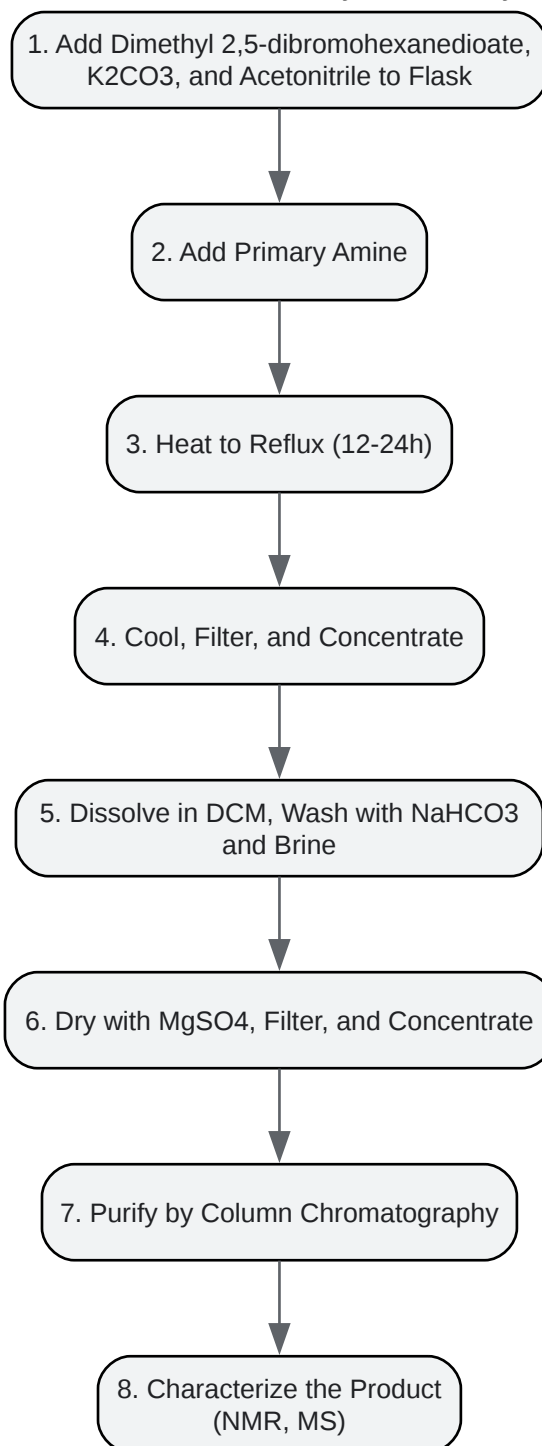 1. Add Dimethyl 2,5-dibromohexanedioate,
K2CO3, and Acetonitrile to Flask
2. Add Primary Amine
3. Heat to Reflux (12-24h)
4. Cool, Filter, and Concentrate
5. Dissolve in DCM, Wash with NaHCO3
and Brine
6. Dry with MgSO4, Filter, and Concentrate
7. Purify by Column Chromatography
8. Characterize the Product
(NMR, MS)